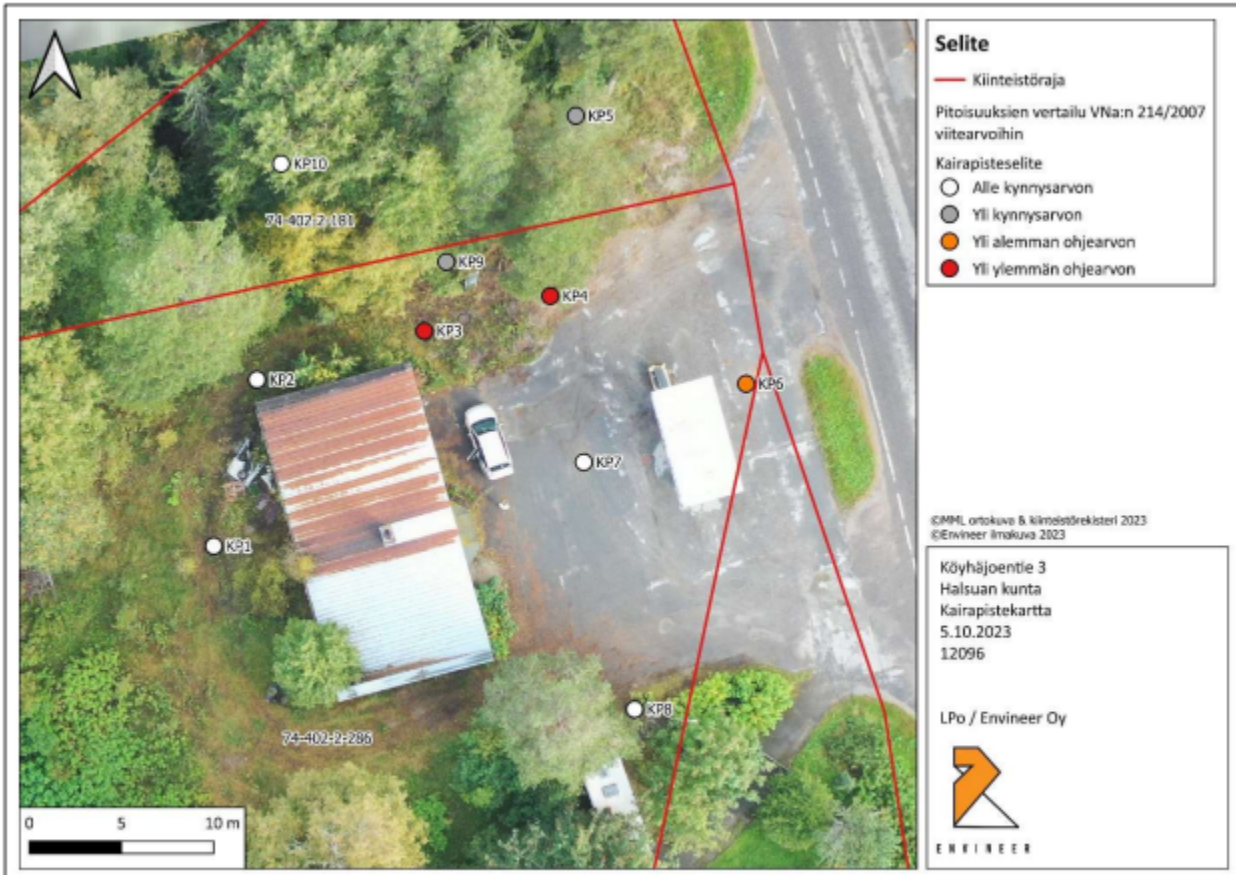 KP5
KP10
74-402-2-181
KP9
KP4
KP3
KP2
KP6
KP7
KP1
KP8
74-402-2-286
0 5 10 m
Selite
Kiinteistöraja
Pitoisuuksien vertailu VNa:n 214/2007
viitearvoihin
Kairapisteselite
Alle kynnysarvon
Yli kynnysarvon
Yli alemman ohjearvon
Yli ylemmän ohjearvon
©MML ortokuva & kiinteistörekisteri 2023
©Envineer ilmakuva 2023
Köyhäjoentie 3
Halsuan kunta
Kairapistekartta
5.10.2023
12096
LPo / Envineer Oy
ENVINEER